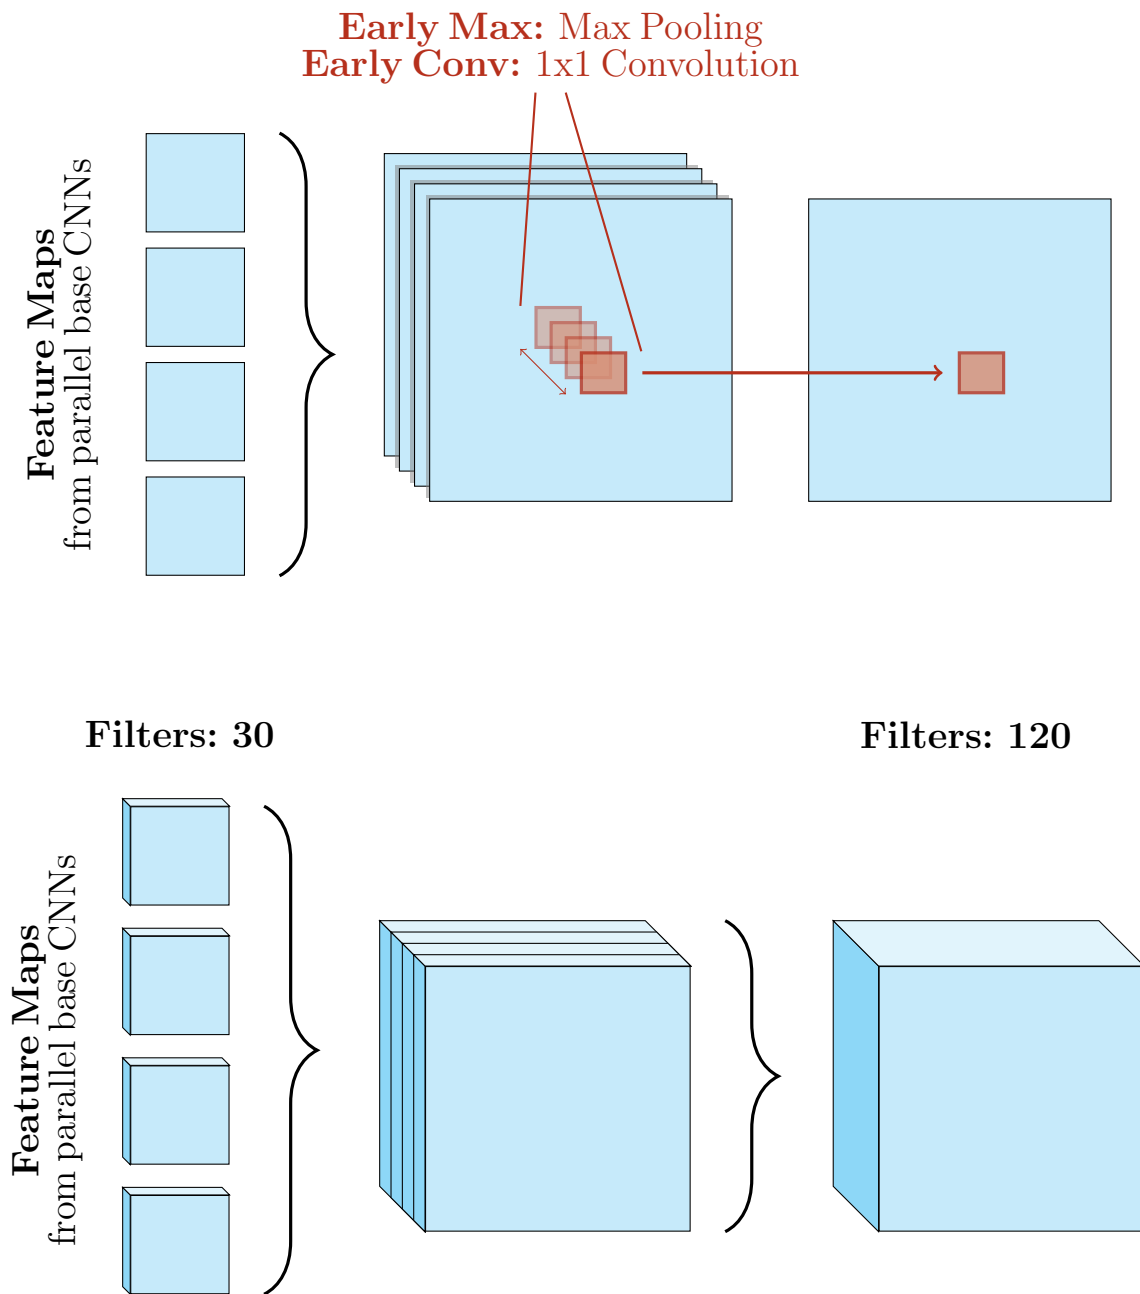 Early Max: Max Pooling
Early Conv: 1x1 Convolution
Feature Maps
from parallel base CNNs
Filters: 30
Filters: 120
Feature Maps
from parallel base CNNs